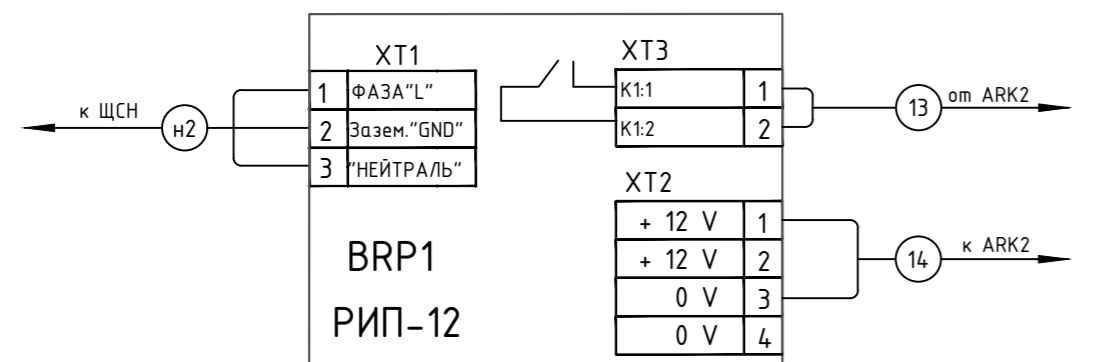 XT1
1 ФАЗА"L"
2 Зазем."GND"
3 "НЕЙТРАЛЬ"
к ЩСН
н2
XT3
K1:1 1
K1:2 2
13
от ARK2
XT2
+ 12 V 1
+ 12 V 2
0 V 3
0 V 4
14
к ARK2
BRP1
РИП-12